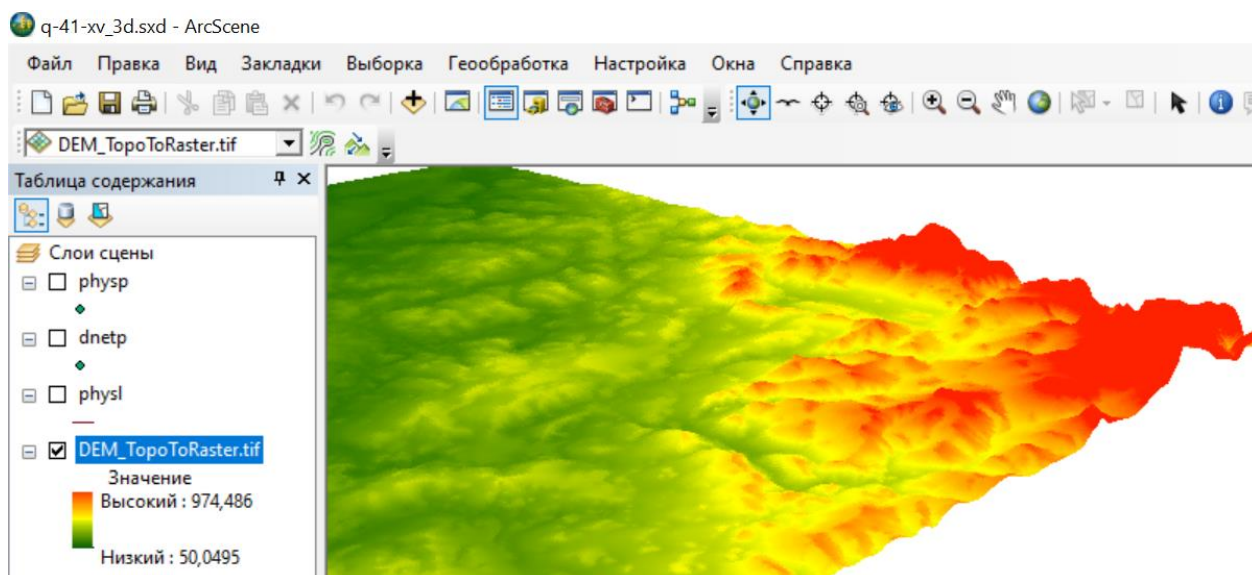 q-41-xv_3d.sxd - ArcScene
Файл Правка Вид Закладки Выборка Геообработка Настройка Окна Справка
DEM_TopoToRaster.tif
Таблица содержания
Слои сцены
physp
dnetp
physl
DEM_TopoToRaster.tif
Значение
Высокий : 974,486
Низкий : 50,0495